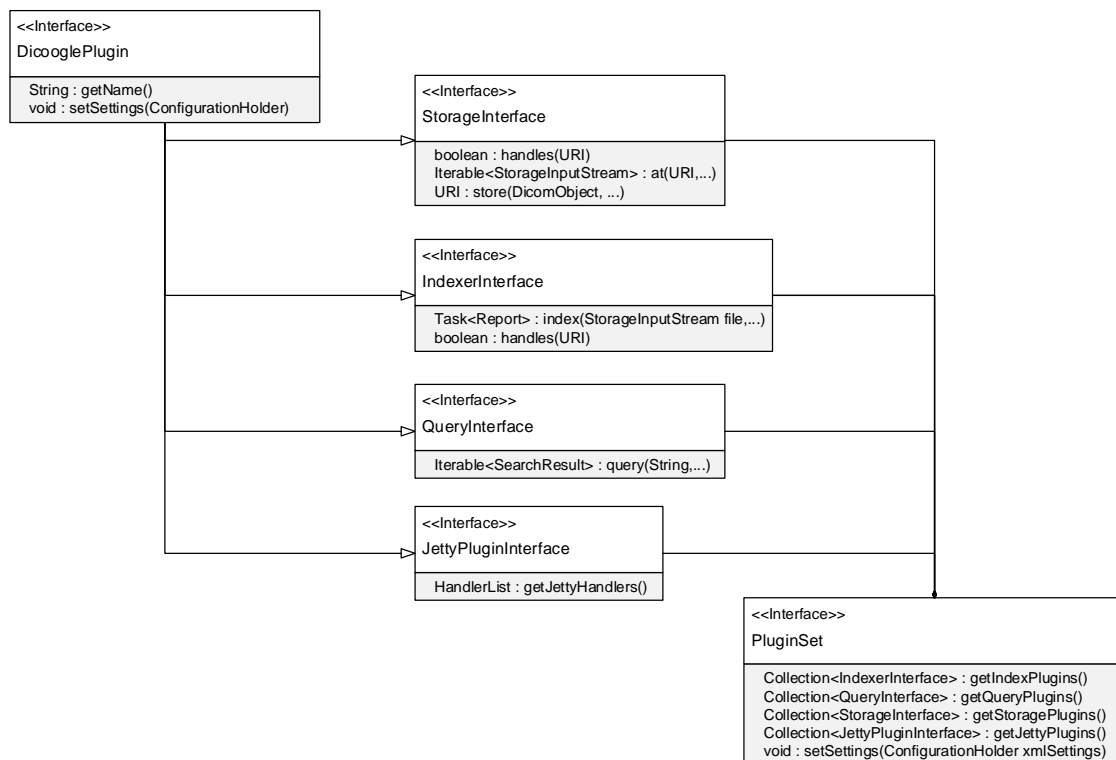 <<Interface>>
DicooglePlugin
String : getName()
void : setSettings(ConfigurationHolder)
<<Interface>>
StorageInterface
boolean : handles(URI)
Iterable<StorageInputStream> : at(URI,...)
URI : store(DicomObject, ...)
<<Interface>>
IndexerInterface
Task<Report> : index(StorageInputStream file,...)
boolean : handles(URI)
<<Interface>>
QueryInterface
Iterable<SearchResult> : query(String,...)
<<Interface>>
JettyPluginInterface
HandlerList : getJettyHandlers()
<<Interface>>
PluginSet
Collection<IndexerInterface> : getIndexPlugins()
Collection<QueryInterface> : getQueryPlugins()
Collection<StorageInterface> : getStoragePlugins()
Collection<JettyPluginInterface> : getJettyPlugins()
void : setSettings(ConfigurationHolder xmlSettings)